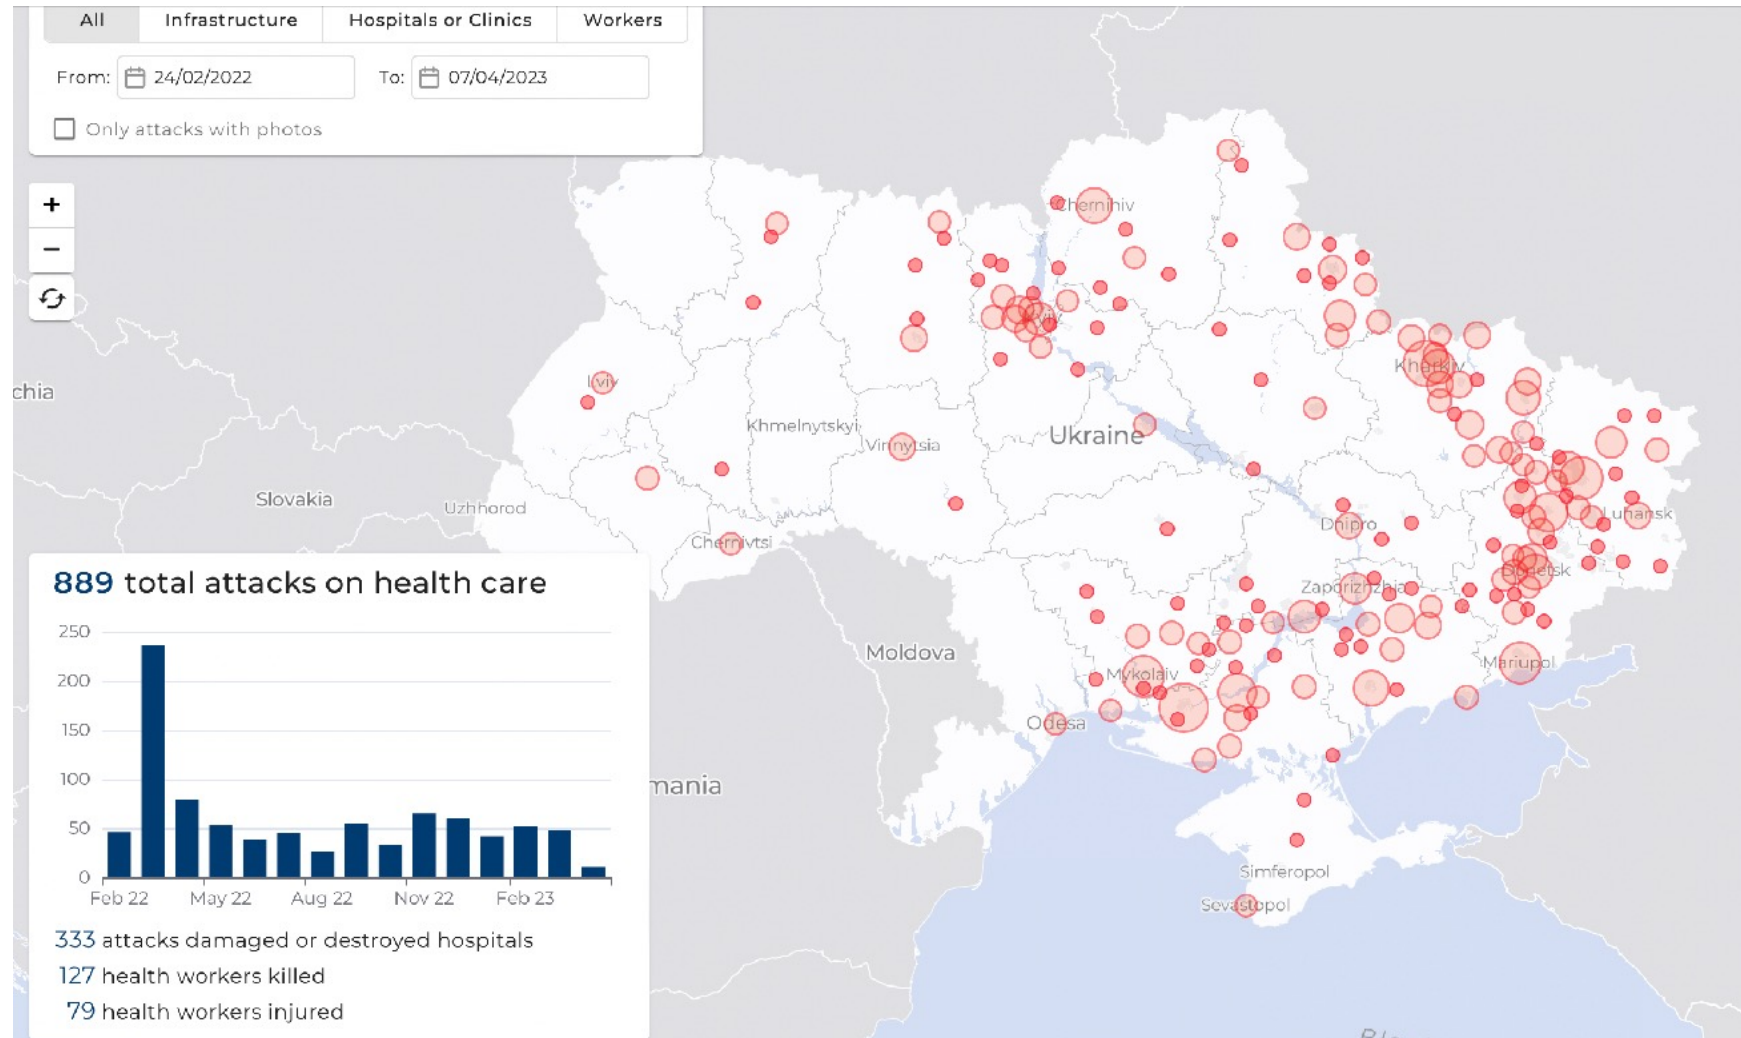 All Infrastructure Hospitals or Clinics Workers
From: 24/02/2022 To: 07/04/2023
Only attacks with photos
+
−
Chernihiv
Kyiv
chia
Lviv
Kharkiv
Khmelnytskyi
Vinnytsia
Ukraine
Slovakia
Uzhhorod
Luhansk
Dnipro
Chernivtsi
Donetsk
Zaporizhzhia
Moldova
Mykolaiv
Mariupol
Odesa
mania
Simferopol
Sevastopol
889 total attacks on health care
250
200
150
100
50
0
Feb 22 May 22 Aug 22 Nov 22 Feb 23
333 attacks damaged or destroyed hospitals
127 health workers killed
79 health workers injured